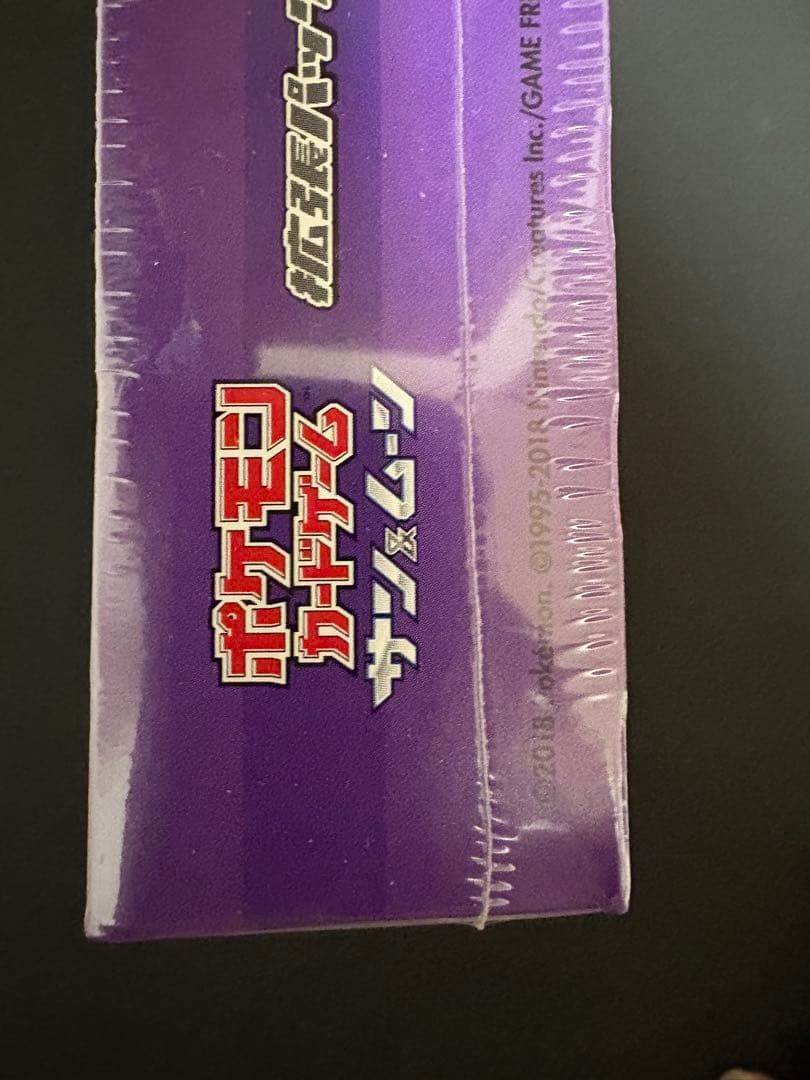 拡張パック
ポケモン
カードゲーム
サン&ムーン
©2018 Pokémon. ©1995-2018 Nintendo/Creatures Inc./GAME